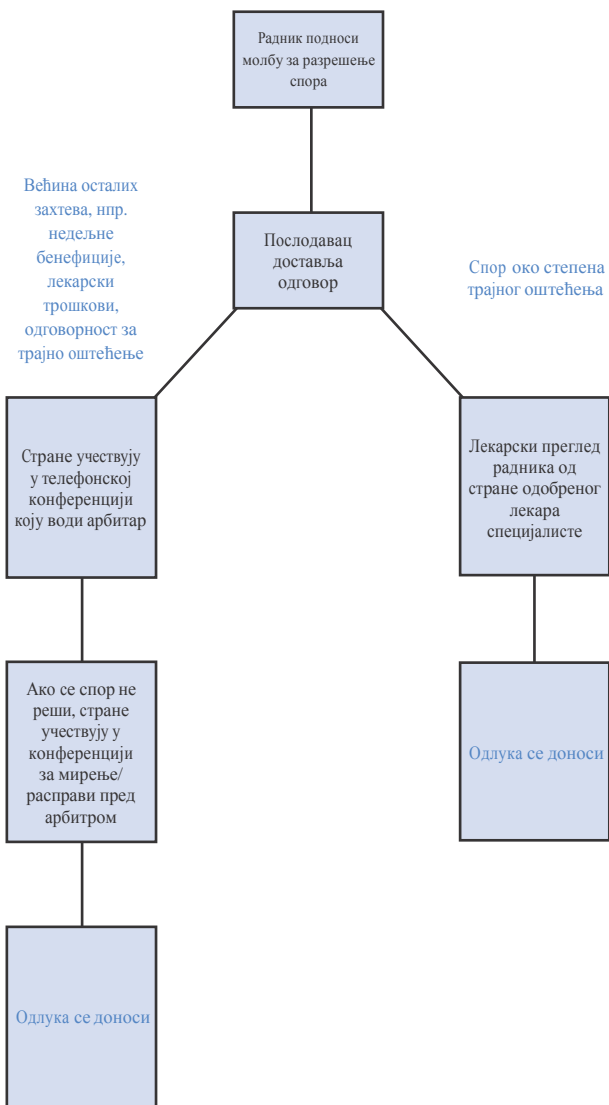 Радник подноси
молбу за разрешење
спора
Већина осталих
захтева, нпр.
недељне
бенефиције,
лекарски
трошкови,
одговорност за
трајно оштећење
Послодавац
доставља
одговор
Спор око степена
трајног оштећења
Стране учествују
у телефонској
конференцији
коју води арбитар
Лекарски преглед
радника од
стране одобреног
лекара
специјалисте
Ако се спор не
реши, стране
учествују у
конференцији
за мирење/
расправи пред
арбитром
Одлука се доноси
Одлука се доноси